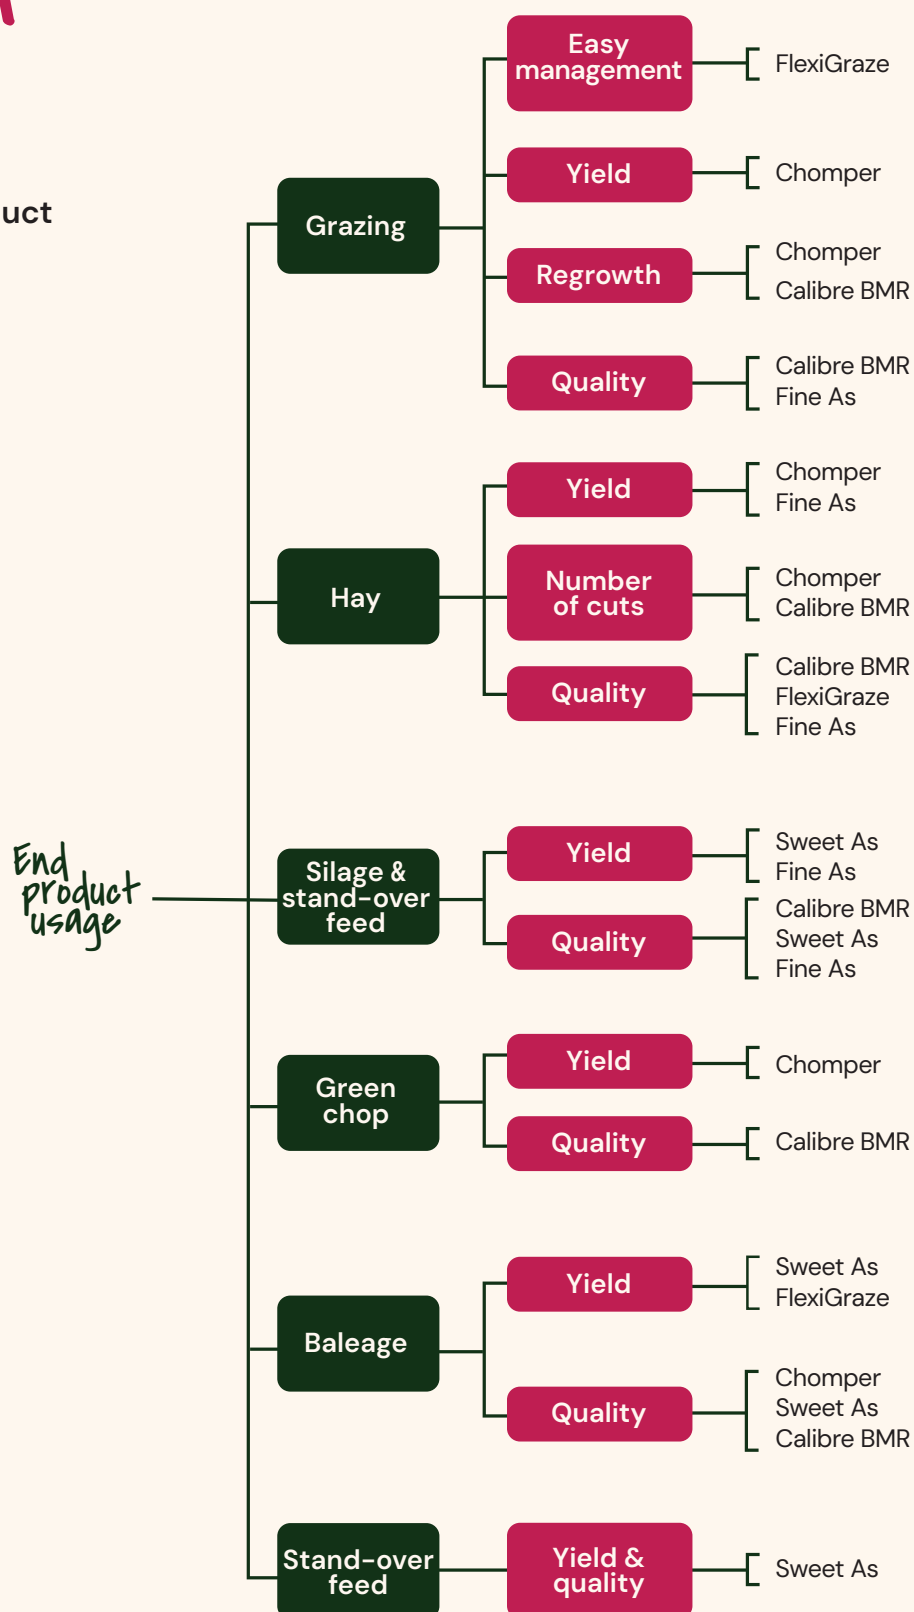 uct
End
product
usage
Grazing
Easy
management
FlexiGraze
Yield
Chomper
Regrowth
Chomper
Calibre BMR
Quality
Calibre BMR
Fine As
Hay
Yield
Chomper
Fine As
Number
of cuts
Chomper
Calibre BMR
Quality
Calibre BMR
FlexiGraze
Fine As
Silage &
stand-over
feed
Yield
Sweet As
Fine As
Quality
Calibre BMR
Sweet As
Fine As
Green
chop
Yield
Chomper
Quality
Calibre BMR
Baleage
Yield
Sweet As
FlexiGraze
Quality
Chomper
Sweet As
Calibre BMR
Stand-over
feed
Yield &
quality
Sweet As